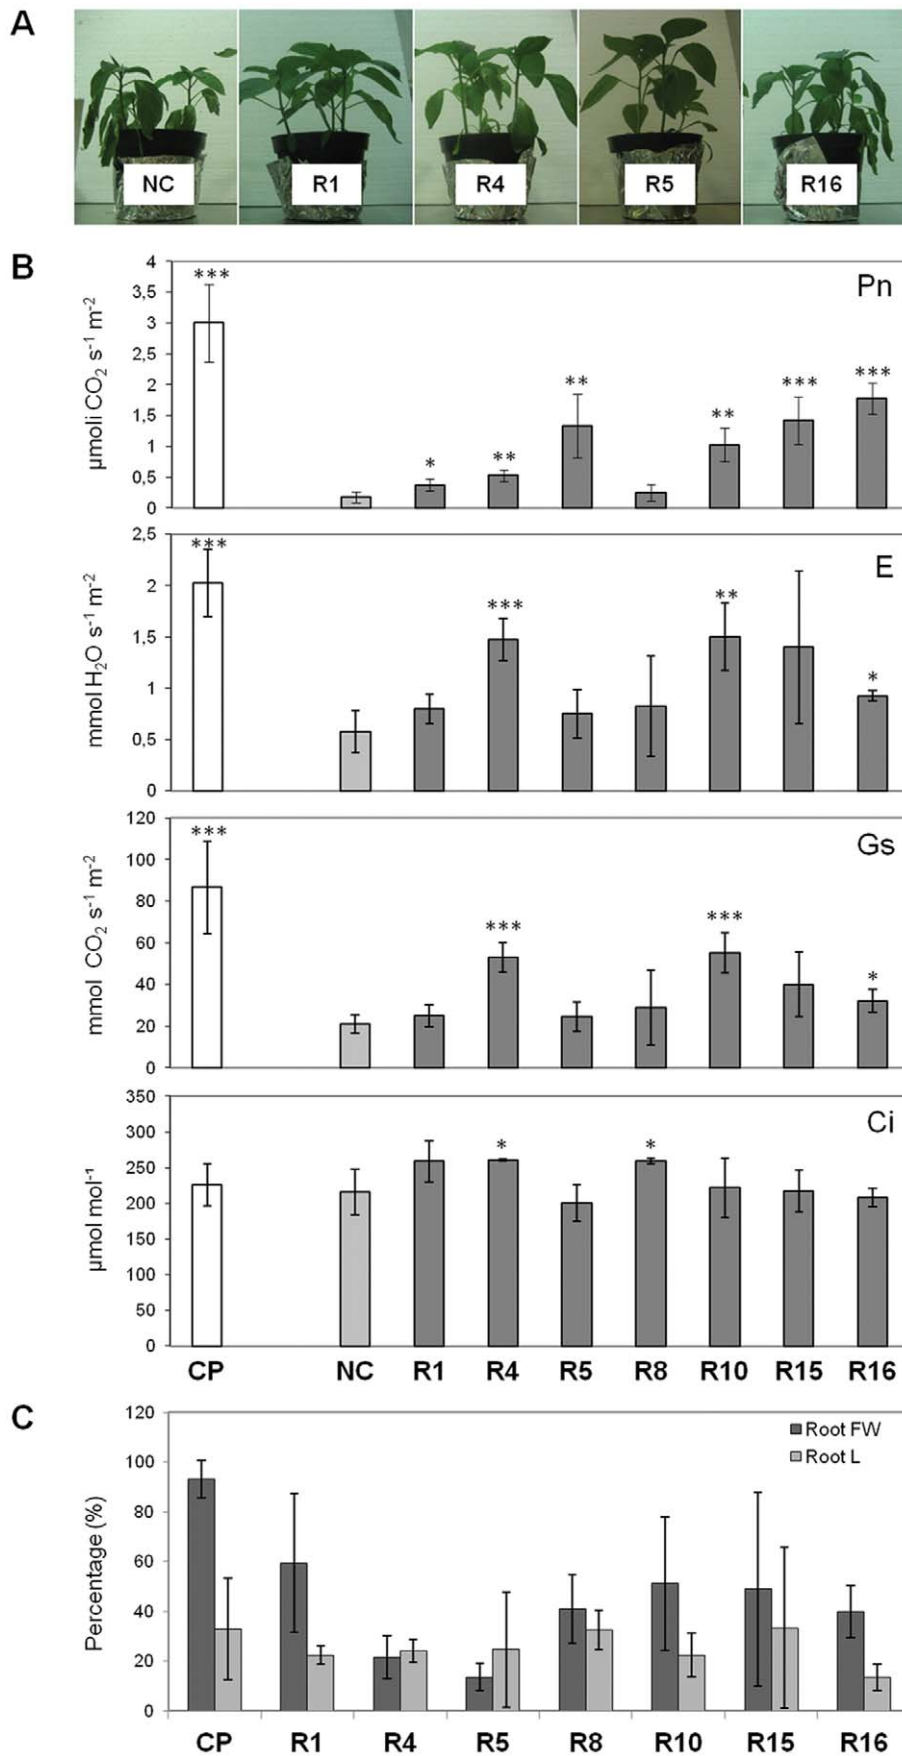 A
NC R1 R4 R5 R16
B
Pn
µmoli CO₂ s⁻¹ m⁻²
4
3,5
3
2,5
2
1,5
1
0,5
0
*** * ** ** ** *** ***
E
mmol H₂O s⁻¹ m⁻²
2,5
2
1,5
1
0,5
0
*** *** ** *
Gs
mmol CO₂ s⁻¹ m⁻²
120
100
80
60
40
20
0
*** *** *** *
Ci
µmol mol⁻¹
350
300
250
200
150
100
50
0
* *
CP NC R1 R4 R5 R8 R10 R15 R16
C
Percentage (%)
120
100
80
60
40
20
0
Root FW
Root L
CP R1 R4 R5 R8 R10 R15 R16